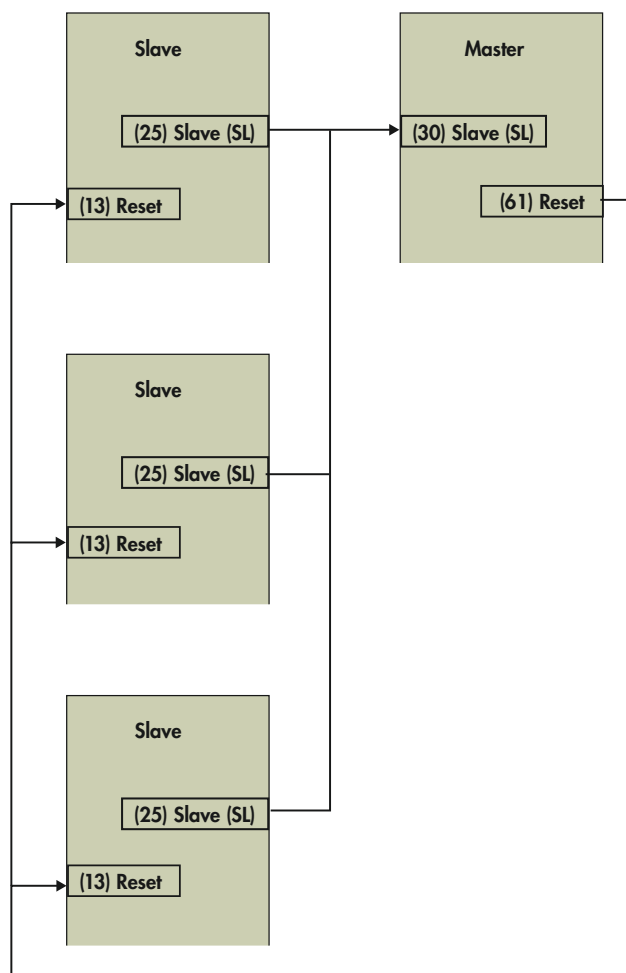 Slave
(25) Slave (SL)
(13) Reset
Master
(30) Slave (SL)
(61) Reset
Slave
(25) Slave (SL)
(13) Reset
Slave
(25) Slave (SL)
(13) Reset